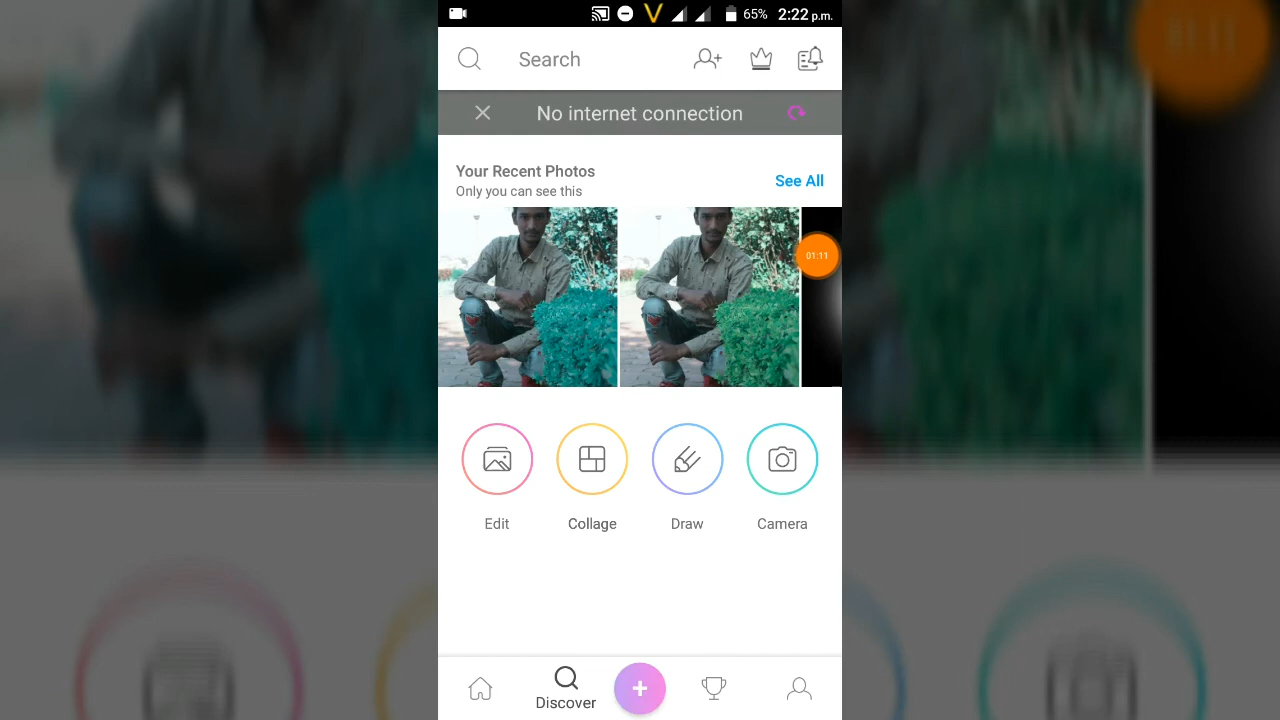 65% 2:22 p.m.
Search
No internet connection
Your Recent Photos
Only you can see this
See All
01:11
Edit Collage Draw Camera
Discover